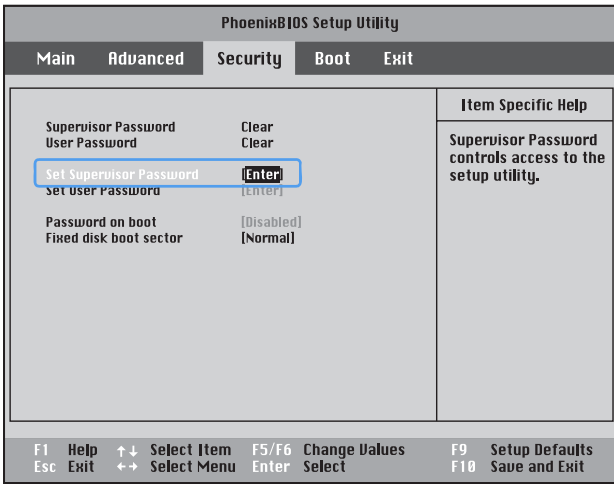 PhoenixBIOS Setup Utility
Main Advanced Security Boot Exit
Supervisor Password Clear
User Password Clear
Set Supervisor Password [Enter]
Set User Password [Enter]
Password on boot [Disabled]
Fixed disk boot sector [Normal]
Item Specific Help
Supervisor Password
controls access to the
setup utility.
F1 Help ↑↓ Select Item F5/F6 Change Values F9 Setup Defaults
Esc Exit ←→ Select Menu Enter Select F10 Save and Exit